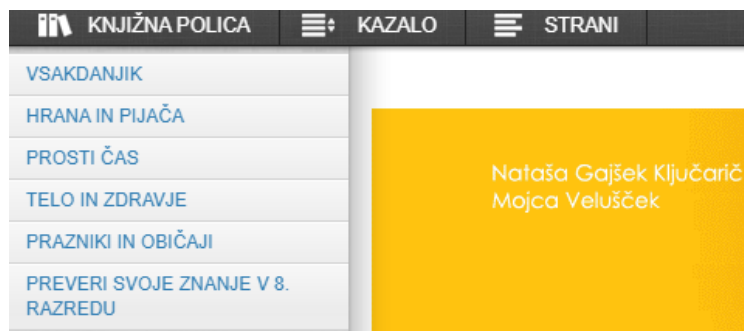 KNJIŽNA POLICA KAZALO STRANI
VSAKDANJIK
HRANA IN PIJAČA
PROSTI ČAS
TELO IN ZDRAVJE
PRAZNIKI IN OBIČAJI
PREVERI SVOJE ZNANJE V 8.
RAZREDU
Nataša Gajšek Ključarič
Mojca Velušček